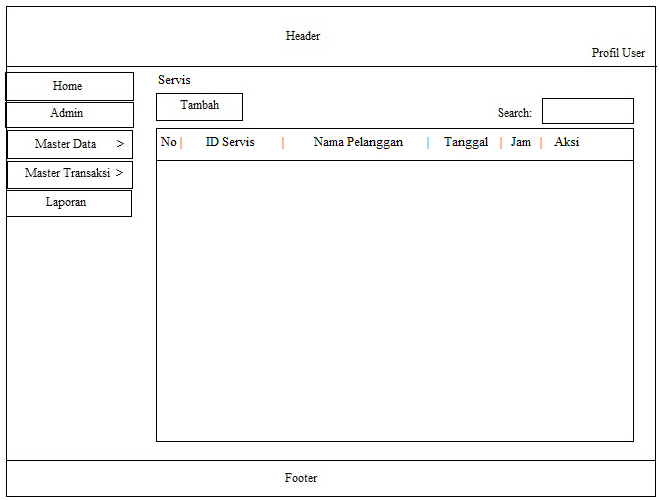 Header
Profil User
Home
Admin
Master Data >
Master Transaksi >
Laporan
Servis
Tambah
Search:
No | ID Servis | Nama Pelanggan | Tanggal | Jam | Aksi
Footer